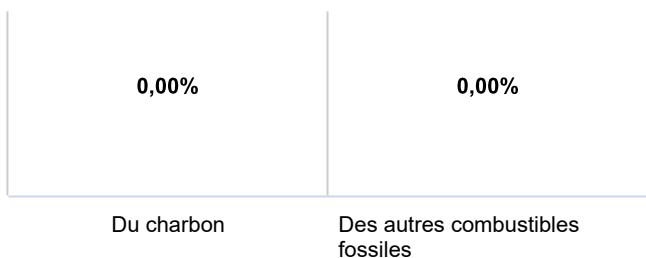 0,00% 0,00%
Du charbon Des autres combustibles
fossiles